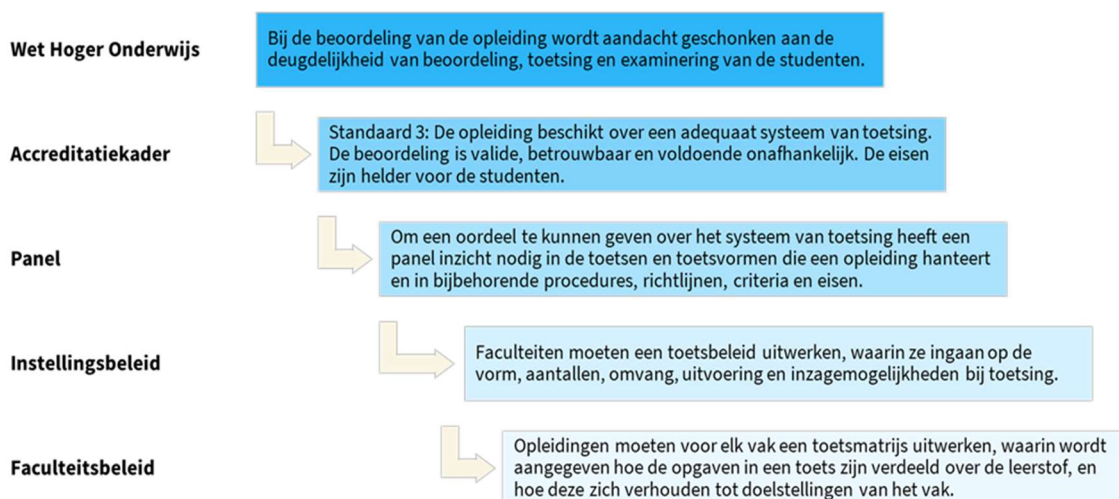 Wet Hoger Onderwijs
Bij de beoordeling van de opleiding wordt aandacht geschonken aan de
deugdelijkheid van beoordeling, toetsing en examinering van de studenten.
Accreditatiekader
Standaard 3: De opleiding beschikt over een adequaat systeem van toetsing.
De beoordeling is valide, betrouwbaar en voldoende onafhankelijk. De eisen
zijn helder voor de studenten.
Panel
Om een oordeel te kunnen geven over het systeem van toetsing heeft een
panel inzicht nodig in de toetsen en toetsvormen die een opleiding hanteert
en in bijbehorende procedures, richtlijnen, criteria en eisen.
Instellingsbeleid
Faculteiten moeten een toetsbeleid uitwerken, waarin ze ingaan op de
vorm, aantallen, omvang, uitvoering en inzagemogelijkheden bij toetsing.
Faculteitsbeleid
Opleidingen moeten voor elk vak een toetsmatrijs uitwerken, waarin wordt
aangegeven hoe de opgaven in een toets zijn verdeeld over de leerstof, en
hoe deze zich verhouden tot doelstellingen van het vak.